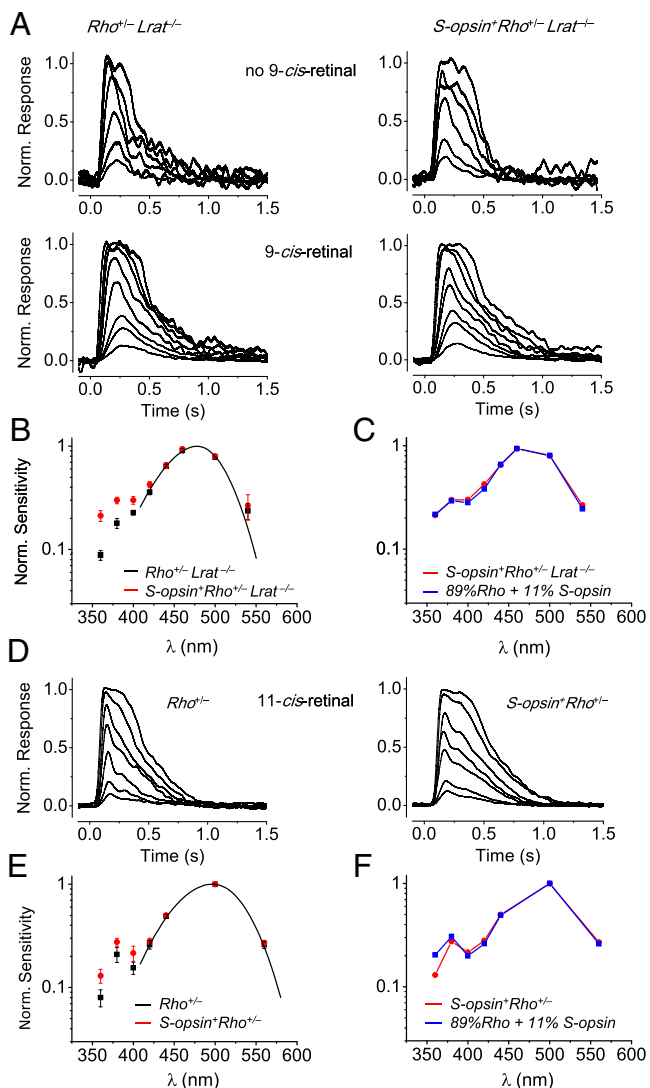 A
Rho+/– Lrat–/–
S-opsin+Rho+/– Lrat–/–
no 9-cis-retinal
Norm. Response
1.0
0.5
0.0
0.0 0.5 1.0 1.5
0.0 0.5 1.0 1.5
9-cis-retinal
Norm. Response
1.0
0.5
0.0
0.0 0.5 1.0 1.5
0.0 0.5 1.0 1.5
Time (s)
Time (s)
B
Norm. Sensitivity
1
0.1
Rho+/– Lrat–/–
S-opsin+Rho+/– Lrat–/–
350 400 450 500 550 600
λ (nm)
C
S-opsin+Rho+/– Lrat–/–
89%Rho + 11% S-opsin
350 400 450 500 550 600
λ (nm)
D
Rho+/–
11-cis-retinal
S-opsin+Rho+/–
Norm. Response
1.0
0.5
0.0
0.0 0.5 1.0 1.5
0.0 0.5 1.0 1.5
Time (s)
Time (s)
E
Norm. Sensitivity
1
0.1
Rho+/–
S-opsin+Rho+/–
350 400 450 500 550 600
λ (nm)
F
1
0.1
S-opsin+Rho+/–
89%Rho + 11% S-opsin
350 400 450 500 550 600
λ (nm)